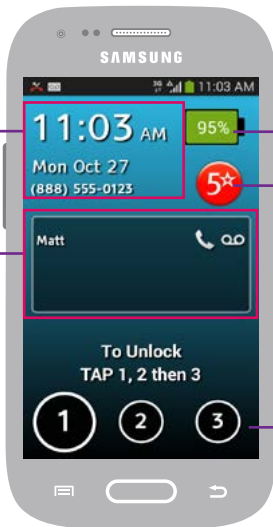 SAMSUNG
3G 11:03 AM
11:03 AM 95%
Mon Oct 27
(888) 555-0123
5☆
Matt
To Unlock
TAP 1, 2 then 3
1 2 3